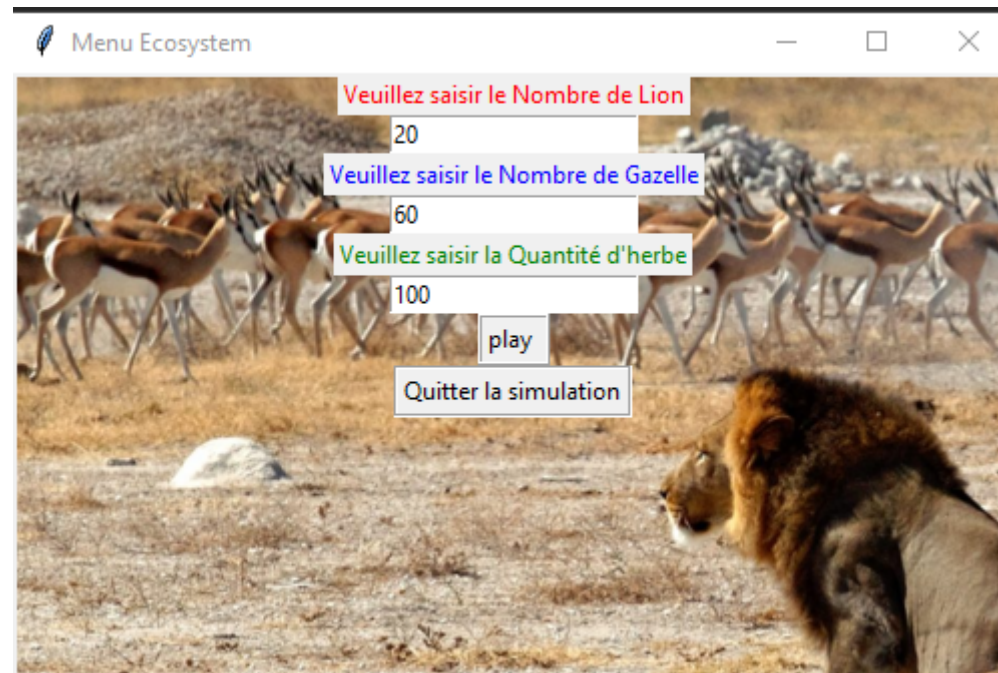 Menu Ecosystem
Veuillez saisir le Nombre de Lion
20
Veuillez saisir le Nombre de Gazelle
60
Veuillez saisir la Quantité d'herbe
100
play
Quitter la simulation